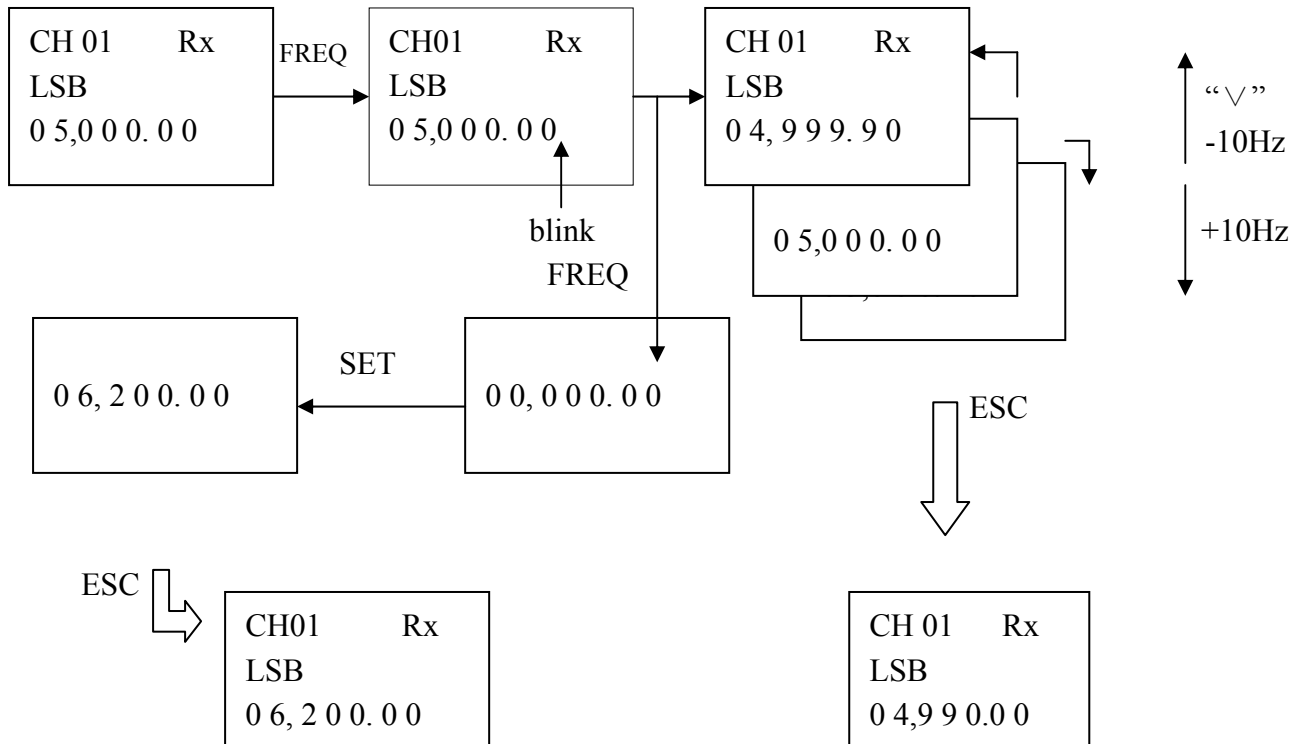 CH 01 Rx
LSB
0 5,0 0 0. 0 0
FREQ
CH01 Rx
LSB
0 5,0 0 0. 0 0
blink
FREQ
CH 01 Rx
LSB
0 4, 9 9 9. 9 0
0 5,0 0 0. 0 0
“∨”
-10Hz
+10Hz
0 6, 2 0 0. 0 0
SET
0 0, 0 0 0. 0 0
ESC
ESC
CH01 Rx
LSB
0 6, 2 0 0. 0 0
CH 01 Rx
LSB
0 4,9 9 0.0 0